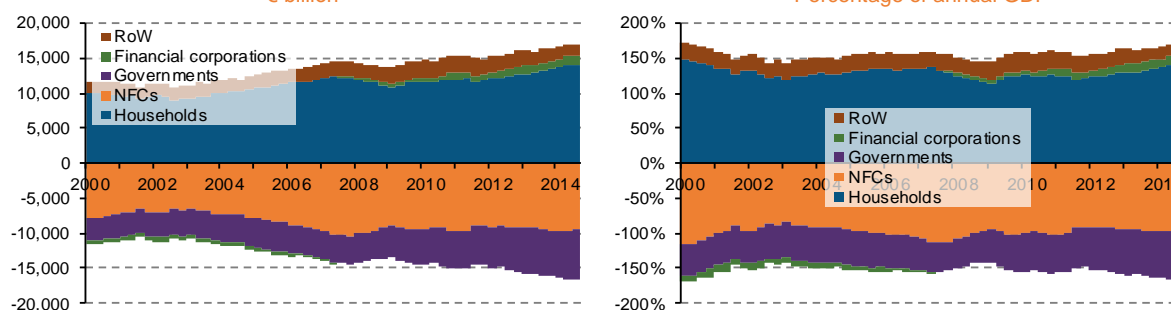 € billion
20,000
15,000
10,000
5,000
0
-5,000
-10,000
-15,000
-20,000
RoW
Financial corporations
Governments
NFCs
Households
2000 2002 2004 2006 2008 2010 2012 2014
Percentage of annual GDP
200%
150%
100%
50%
0%
-50%
-100%
-150%
-200%
RoW
Financial corporations
Governments
NFCs
Households
2000 2002 2004 2006 2008 2010 2012